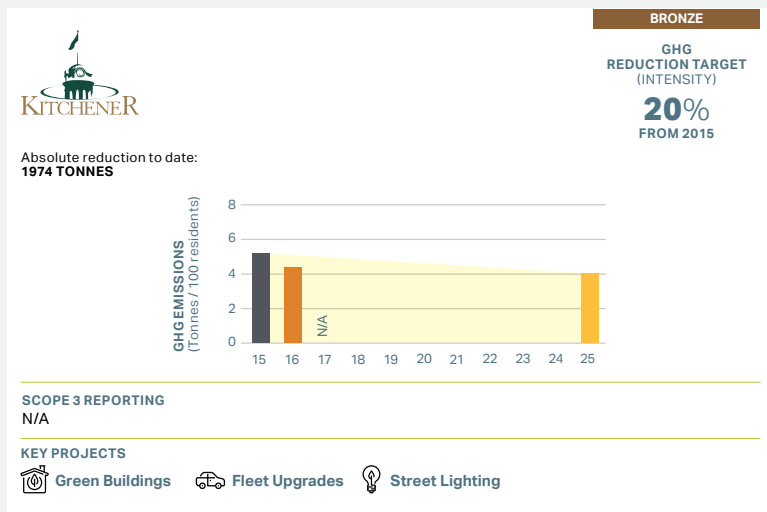 BRONZE
GHG
REDUCTION TARGET
(INTENSITY)
20%
FROM 2015
KITCHENER
Absolute reduction to date:
1974 TONNES
GHG EMISSIONS
(Tonnes / 100 residents)
8
6
4
2
0
N/A
15 16 17 18 19 20 21 22 23 24 25
SCOPE 3 REPORTING
N/A
KEY PROJECTS
Green Buildings Fleet Upgrades Street Lighting